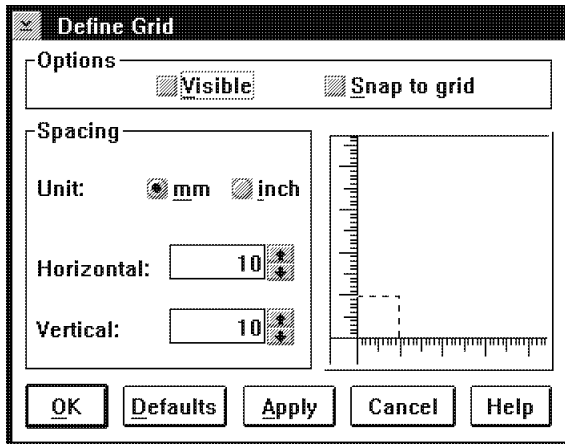 Define Grid
Options
Visible Snap to grid
Spacing
Unit: mm inch
Horizontal: 10
Vertical: 10
OK Defaults Apply Cancel Help